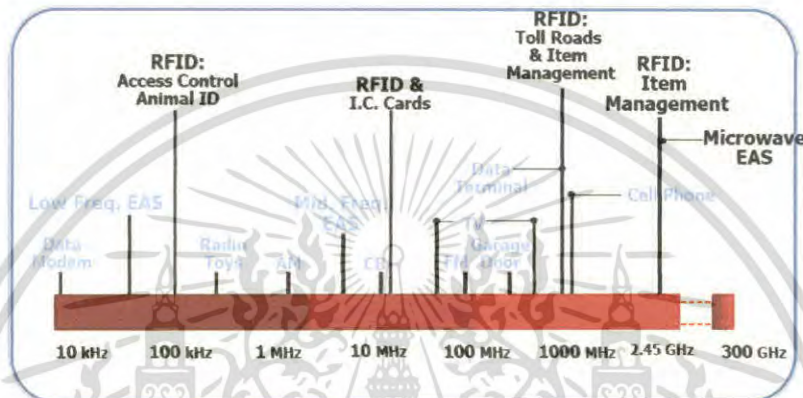 RFID:
Toll Roads
& Item
Management
RFID:
Access Control
Animal ID
RFID &
I.C. Cards
RFID:
Item
Management
Microwave
EAS
Data
Terminal
Cell Phone
Low Freq. EAS
Mid. Freq.
EAS
TV
Data
Modem
Radio
Toys
AM
CB
FM
Garage
Door
10 kHz
100 kHz
1 MHz
10 MHz
100 MHz
1000 MHz
2.45 GHz
300 GHz